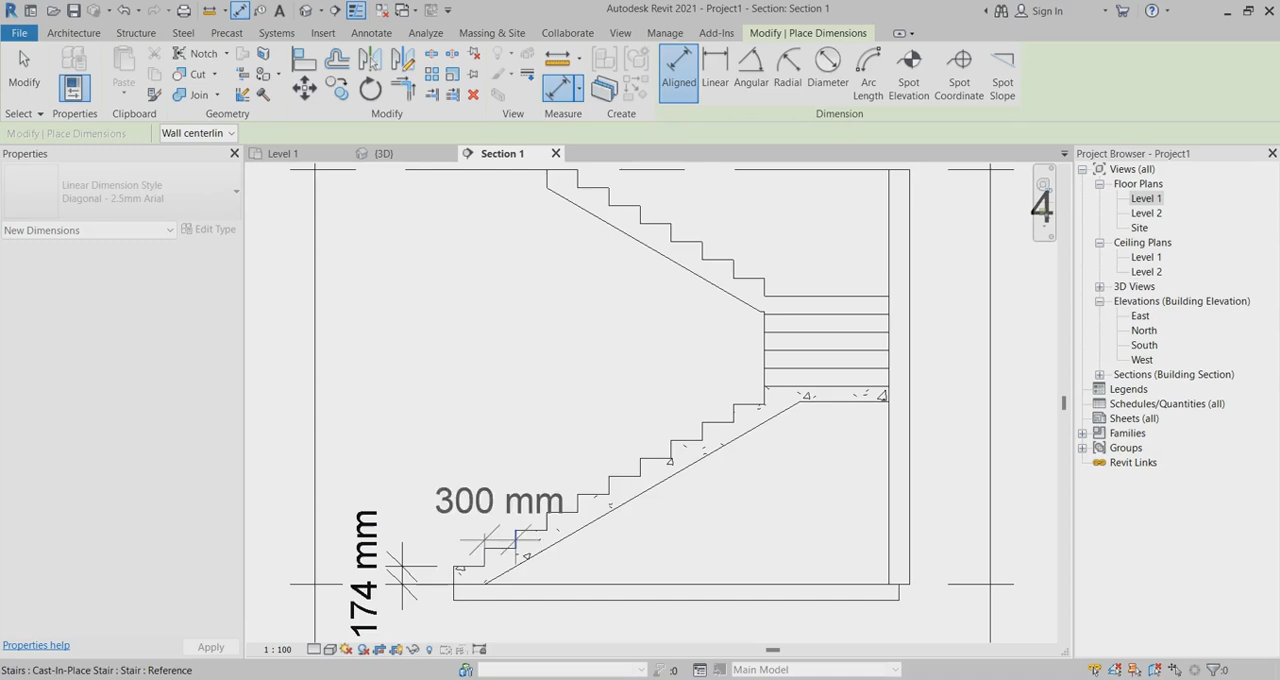 Autodesk Revit 2021 - Project1 - Section: Section 1
Sign In
File Architecture Structure Steel Precast Systems Insert Annotate Analyze Massing & Site Collaborate View Manage Add-Ins Modify | Place Dimensions
Modify Paste Notch Cut Join Aligned Linear Angular Radial Diameter Arc Length Spot Elevation Spot Coordinate Spot Slope
Select Properties Clipboard Geometry Modify View Measure Create Dimension
Modify | Place Dimensions Wall centerlin
Properties
Linear Dimension Style
Diagonal - 2.5mm Arial
New Dimensions Edit Type
Properties help Apply
Level 1 {3D} Section 1
4
300 mm
174 mm
1 : 100
Project Browser - Project1
Views (all)
Floor Plans
Level 1
Level 2
Site
Ceiling Plans
Level 1
Level 2
3D Views
Elevations (Building Elevation)
East
North
South
West
Sections (Building Section)
Legends
Schedules/Quantities (all)
Sheets (all)
Families
Groups
Revit Links
Stairs : Cast-In-Place Stair : Stair : Reference :0 Main Model :0